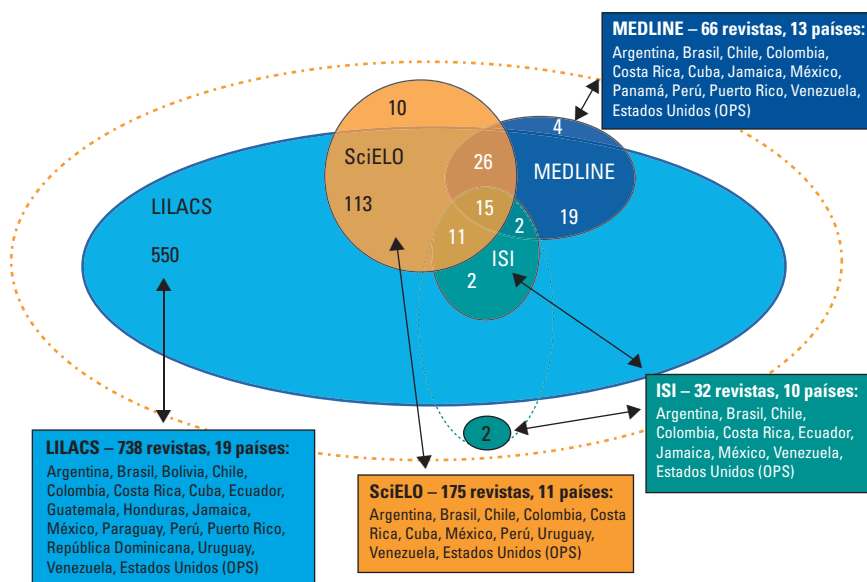 MEDLINE – 66 revistas, 13 países:
Argentina, Brasil, Chile, Colombia,
Costa Rica, Cuba, Jamaica, México,
Panamá, Perú, Puerto Rico, Venezuela,
Estados Unidos (OPS)
10
4
SciELO
26
MEDLINE
113
15
19
LILACS
2
11
550
ISI
2
2
ISI – 32 revistas, 10 países:
Argentina, Brasil, Chile,
Colombia, Costa Rica, Ecuador,
Jamaica, México, Venezuela,
Estados Unidos (OPS)
LILACS – 738 revistas, 19 países:
Argentina, Brasil, Bolivia, Chile,
Colombia, Costa Rica, Cuba, Ecuador,
Guatemala, Honduras, Jamaica,
México, Paraguay, Perú, Puerto Rico,
República Dominicana, Uruguay,
Venezuela, Estados Unidos (OPS)
SciELO – 175 revistas, 11 países:
Argentina, Brasil, Chile, Colombia, Costa
Rica, Cuba, México, Perú, Uruguay,
Venezuela, Estados Unidos (OPS)